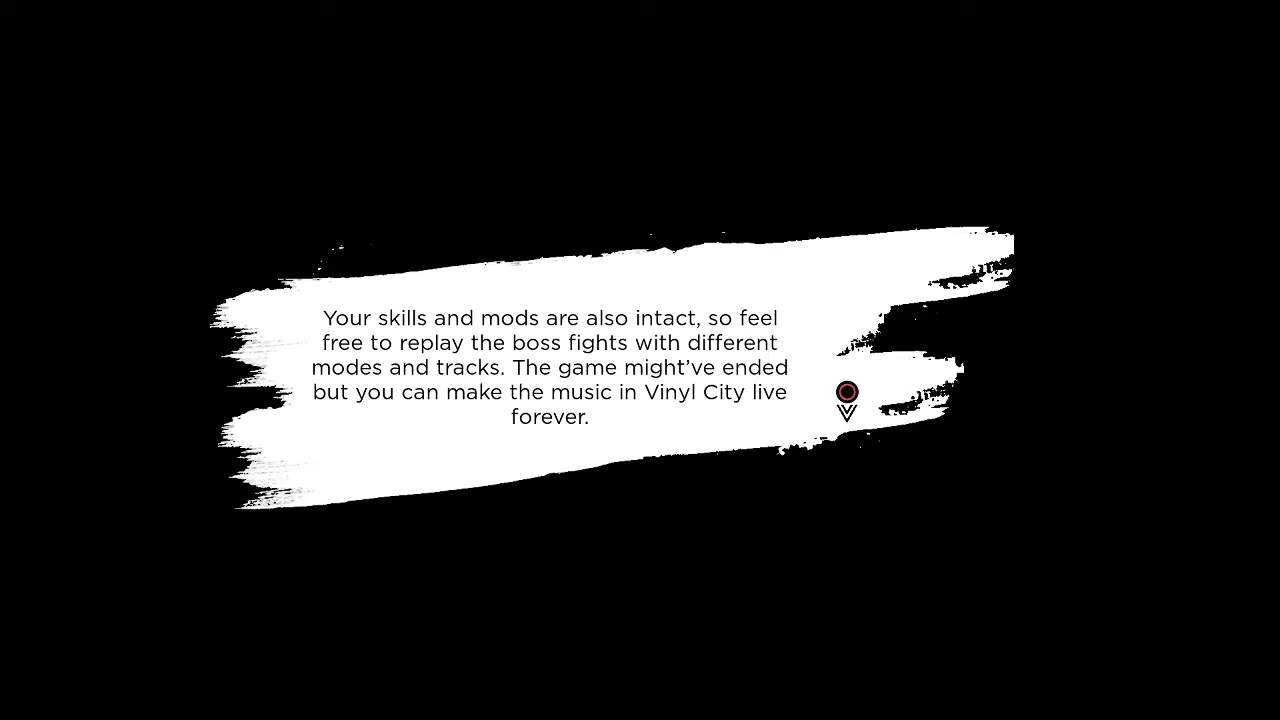 Your skills and mods are also intact, so feel
free to replay the boss fights with different
modes and tracks. The game might’ve ended
but you can make the music in Vinyl City live
forever.